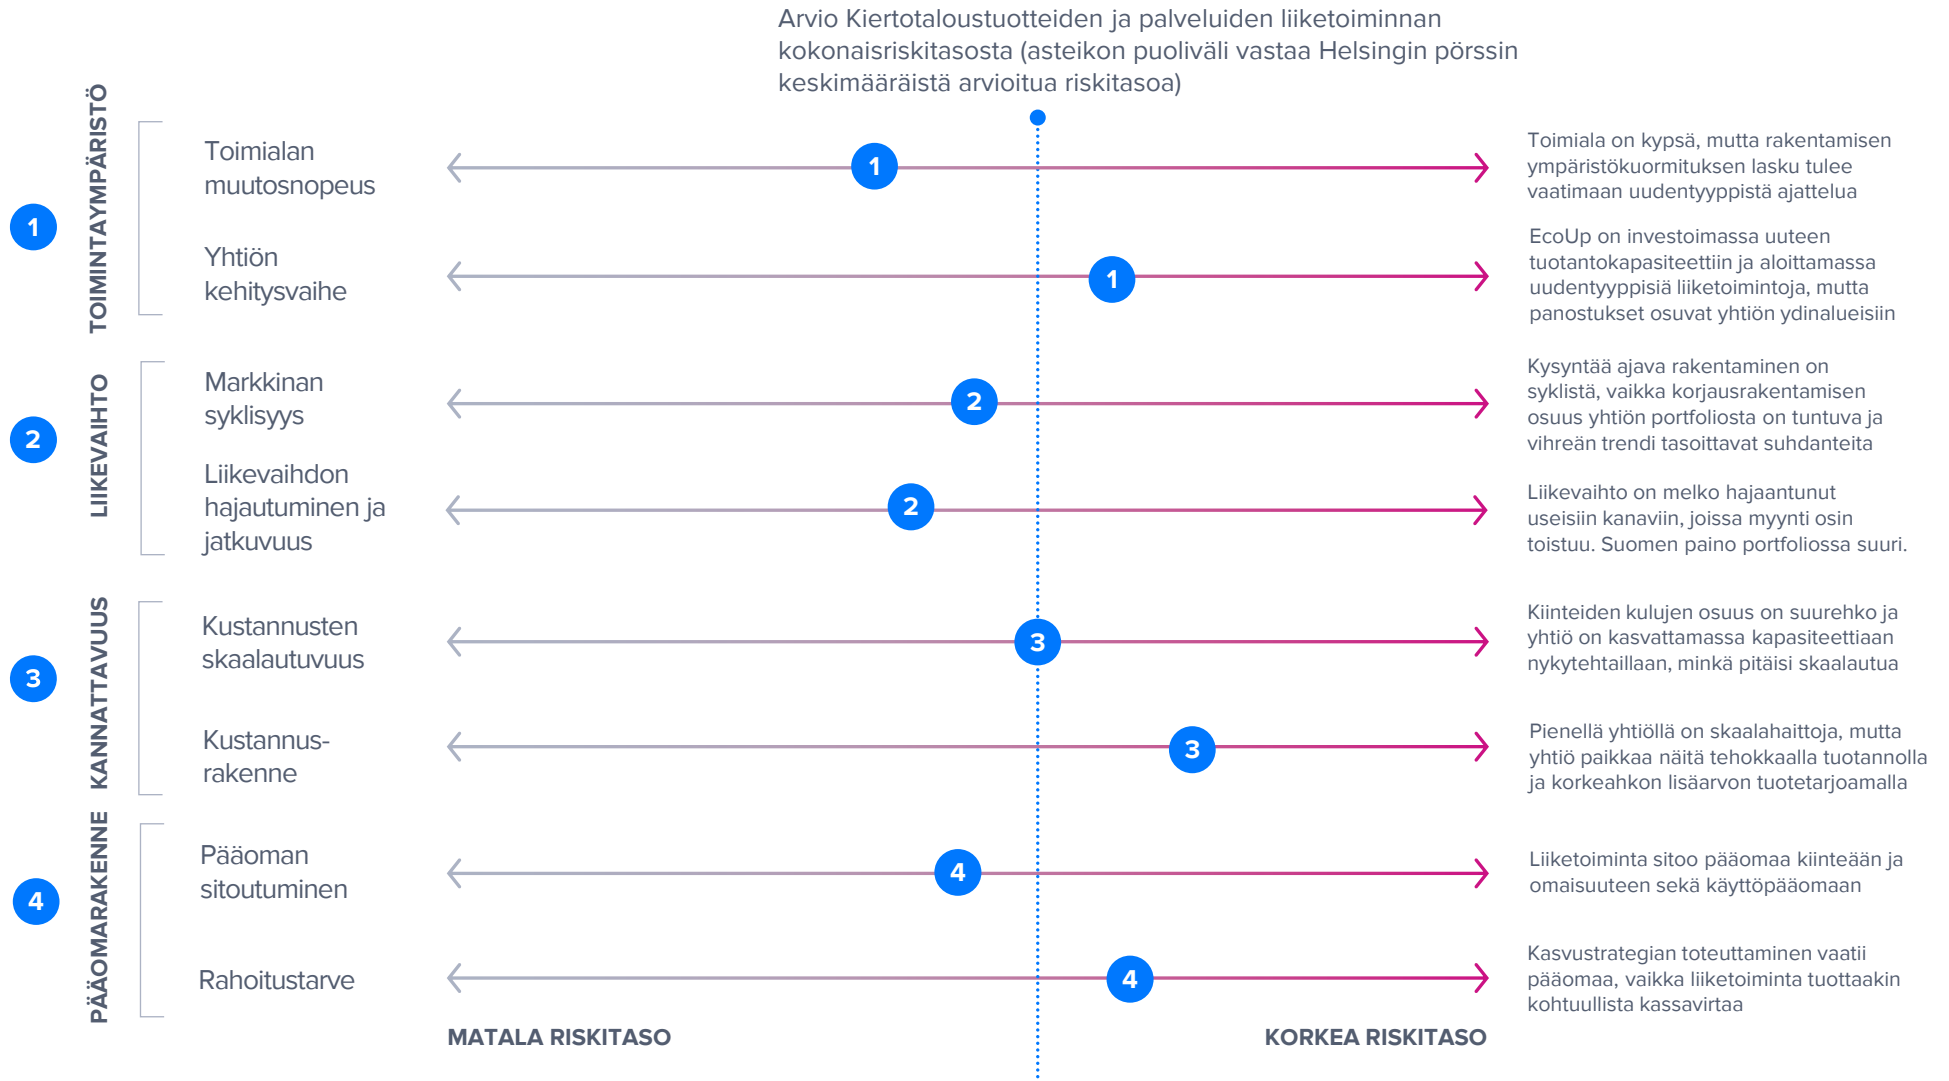 Arvio Kiertotaloustuotteiden ja palveluiden liiketoiminnan
kokonaisriskitasosta (asteikon puoliväli vastaa Helsingin pörssin
keskimääräistä arvioitua riskitasoa)
1
TOIMINTAYMPÄRISTÖ
Toimialan
muutosnopeus
1
Toimiala on kypsä, mutta rakentamisen
ympäristökuormituksen lasku tulee
vaatimaan uudentyyppistä ajattelua
Yhtiön
kehitysvaihe
1
EcoUp on investoimassa uuteen
tuotantokapasiteettiin ja aloittamassa
uudentyyppisiä liiketoimintoja, mutta
panostukset osuvat yhtiön ydinalueisiin
2
LIIKEVAIHTO
Markkinan
syklisyys
2
Kysyntää ajava rakentaminen on
syklistä, vaikka korjausrakentamisen
osuus yhtiön portfoliosta on tuntuva ja
vihreän trendi tasoittavat suhdanteita
Liikevaihdon
hajautuminen ja
jatkuvuus
2
Liikevaihto on melko hajaantunut
useisiin kanaviin, joissa myynti osin
toistuu. Suomen paino portfoliossa suuri.
3
KANNATTAVUUS
Kustannusten
skaalautuvuus
3
Kiinteiden kulujen osuus on suurehko ja
yhtiö on kasvattamassa kapasiteettiaan
nykytehtaillaan, minkä pitäisi skaalautua
Kustannus-
rakenne
3
Pienellä yhtiöllä on skaalahaittoja, mutta
yhtiö paikkaa näitä tehokkaalla tuotannolla
ja korkeahkon lisäarvon tuotetarjoamalla
4
PÄÄOMARAKENNE
Pääoman
sitoutuminen
4
Liiketoiminta sitoo pääomaa kiinteään ja
omaisuuteen sekä käyttöpääomaan
Rahoitustarve
4
Kasvustrategian toteuttaminen vaatii
pääomaa, vaikka liiketoiminta tuottaakin
kohtuullista kassavirtaa
MATALA RISKITASO
KORKEA RISKITASO